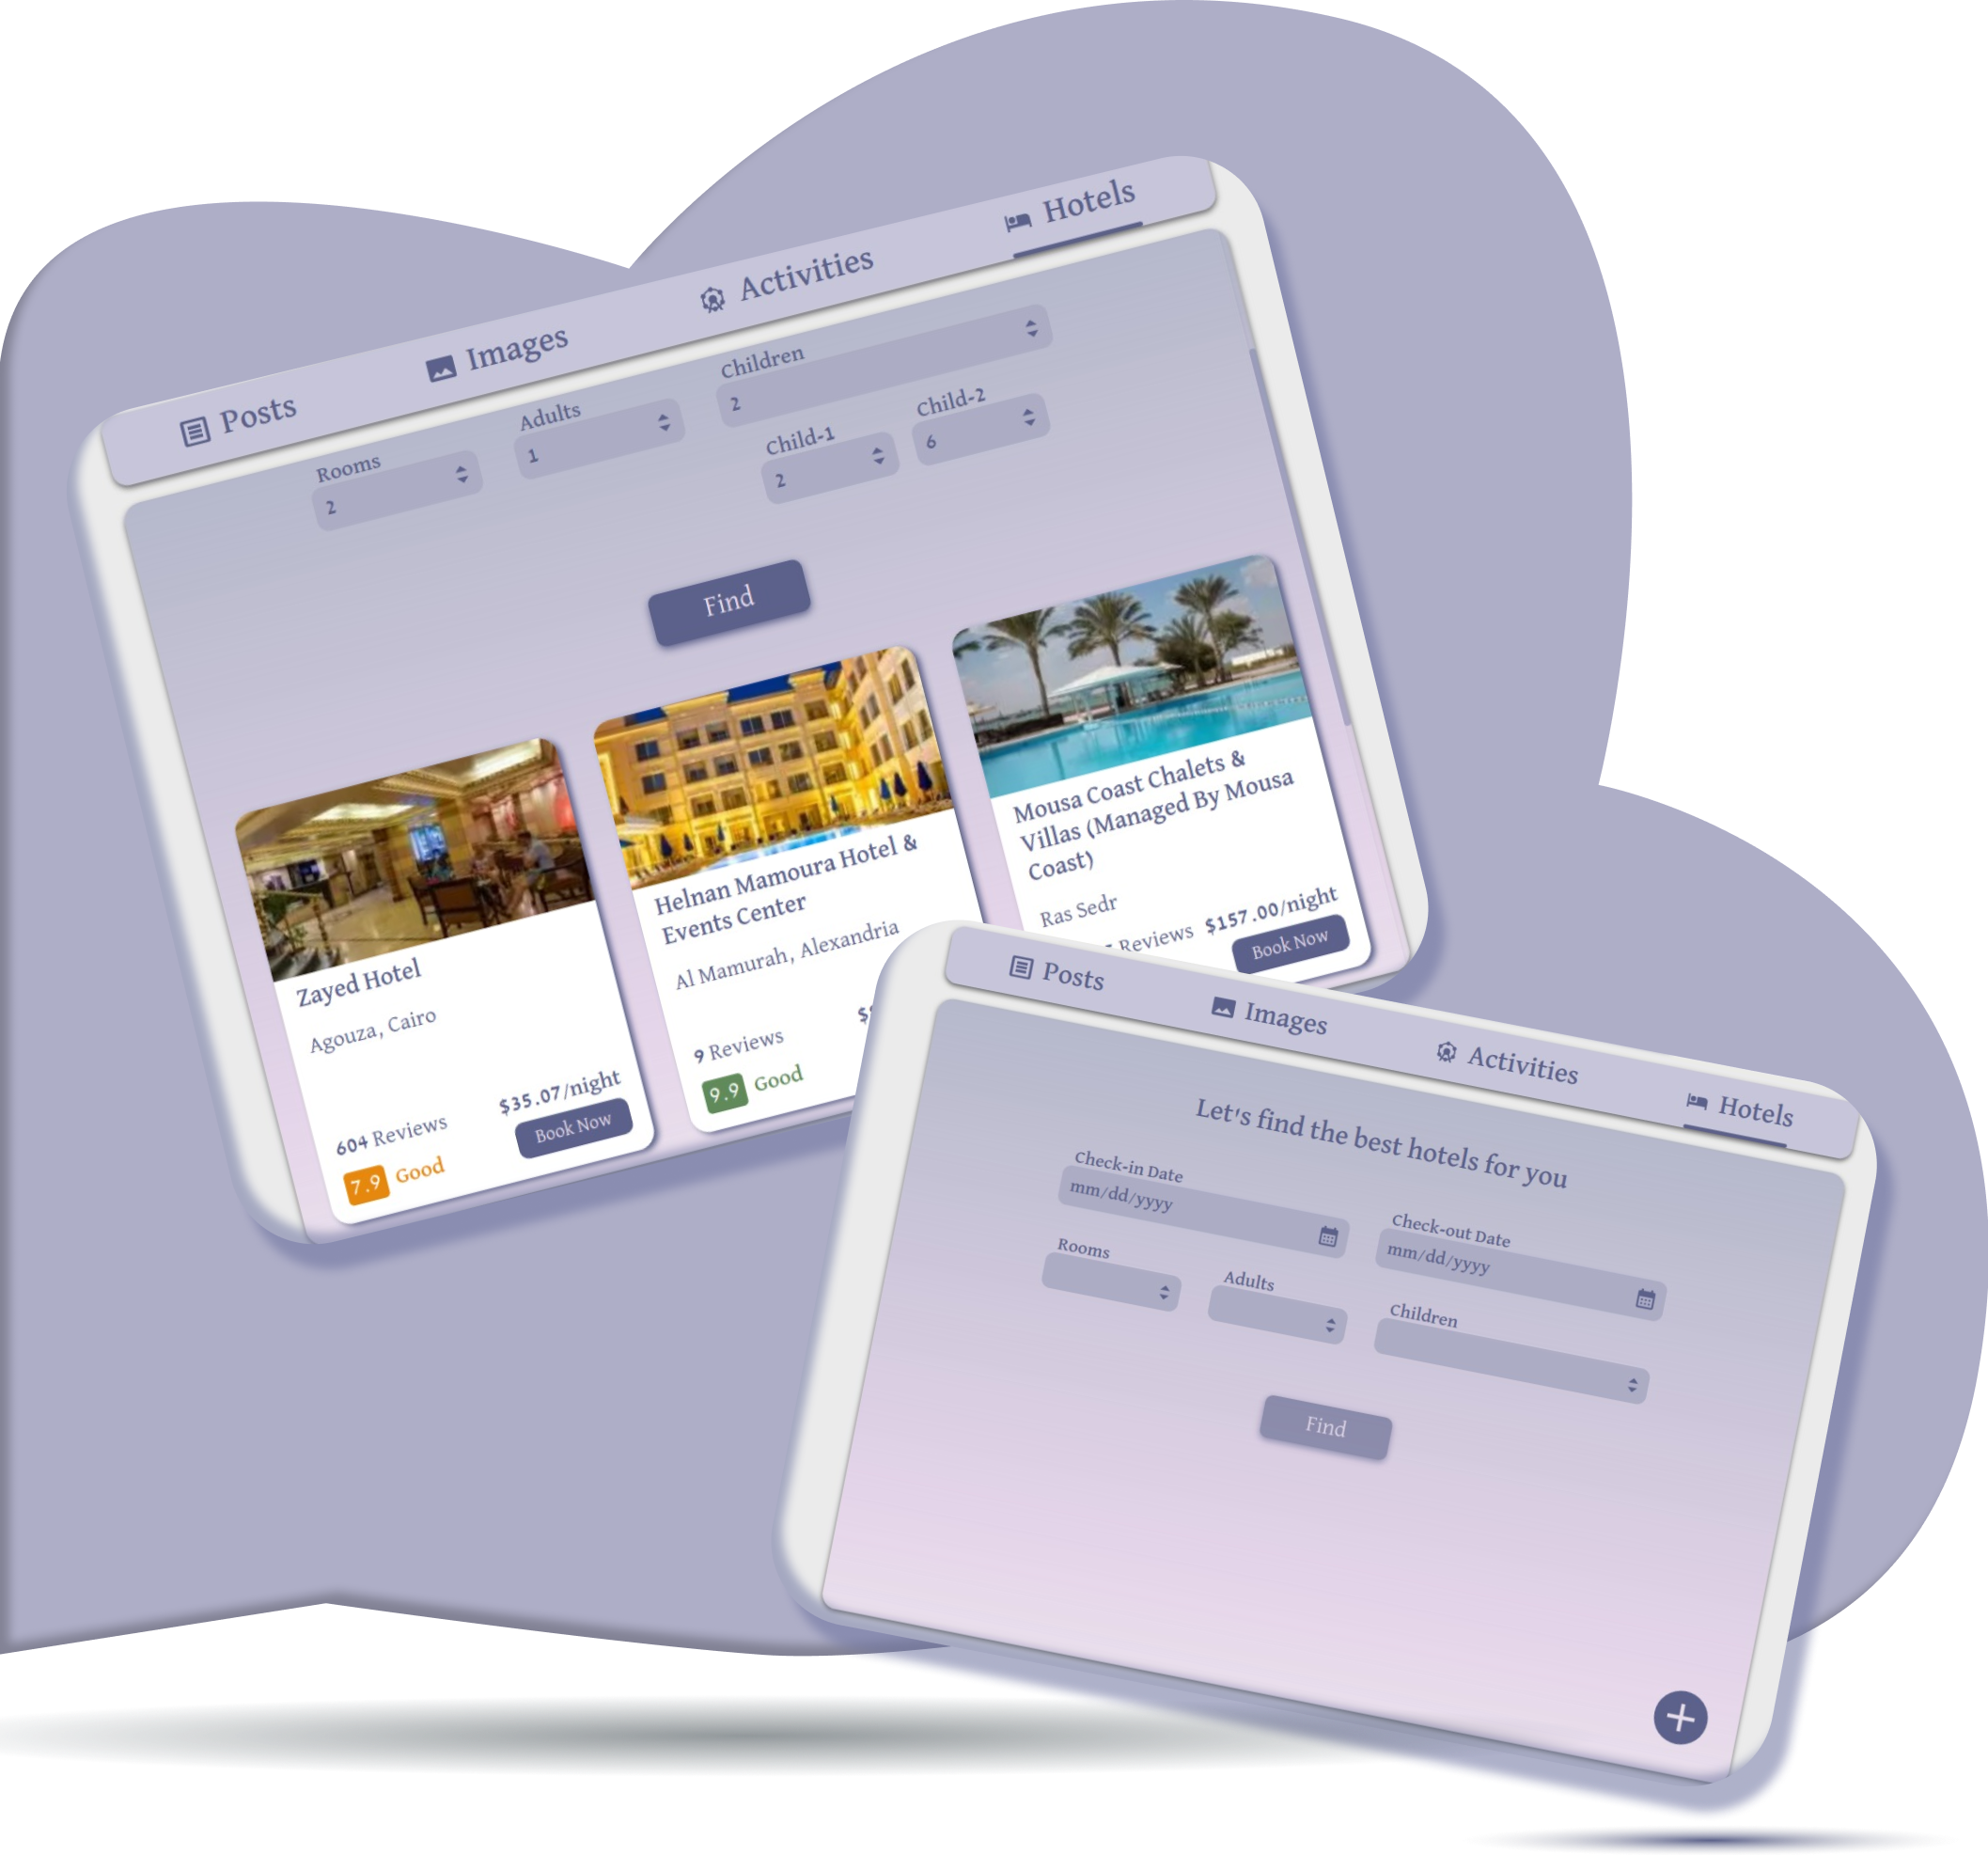 Posts
Images
Activities
Hotels
Rooms
2
Adults
1
Children
2
Child-1
2
Child-2
6
Find
Zayed Hotel
Agouza, Cairo
604 Reviews
$35.07/night
7.9 Good
Book Now
Helnan Mamoura Hotel &
Events Center
Al Mamurah, Alexandria
$
9 Reviews
9.9 Good
Mousa Coast Chalets &
Villas (Managed By Mousa
Coast)
Ras Sedr
Reviews
$157.00/night
Book Now
Posts
Images
Activities
Hotels
Let's find the best hotels for you
Check-in Date
mm/dd/yyyy
Check-out Date
mm/dd/yyyy
Rooms
Adults
Children
Find